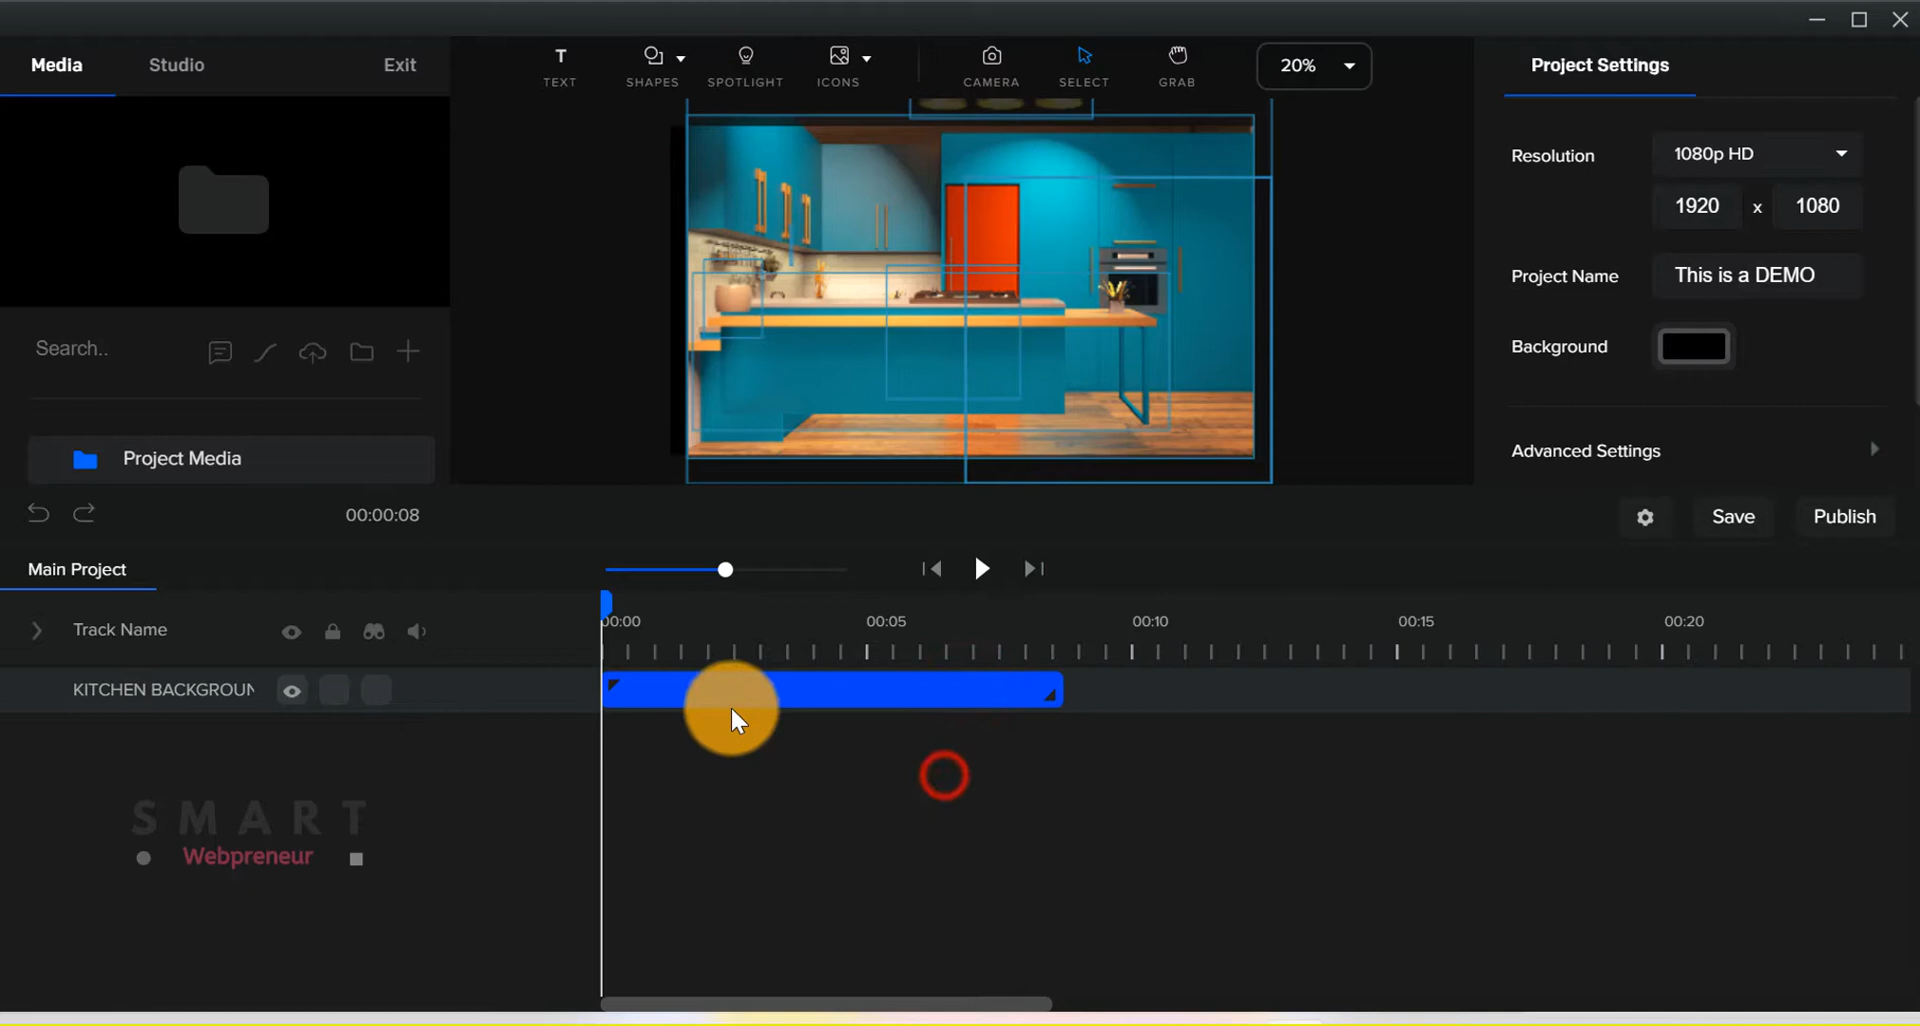 Media
Studio
Exit
TEXT
SHAPES
SPOTLIGHT
ICONS
CAMERA
SELECT
GRAB
20%
Project Settings
Resolution
1080p HD
1920 x 1080
Project Name
This is a DEMO
Background
Advanced Settings
Search..
Project Media
00:00:08
Save
Publish
Main Project
Track Name
00:00
00:05
00:10
00:15
00:20
KITCHEN BACKGROUN
SMART
Webpreneur